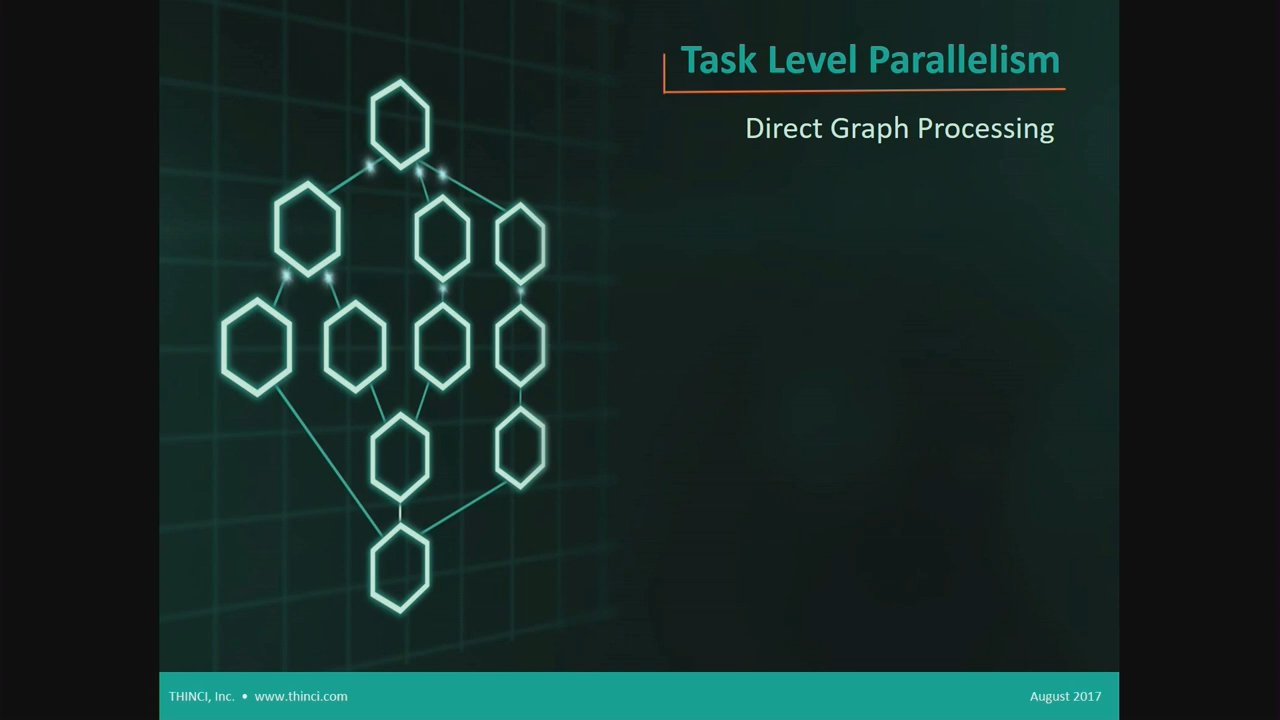 Task Level Parallelism
Direct Graph Processing
THINCI, Inc. • www.thinci.com
August 2017